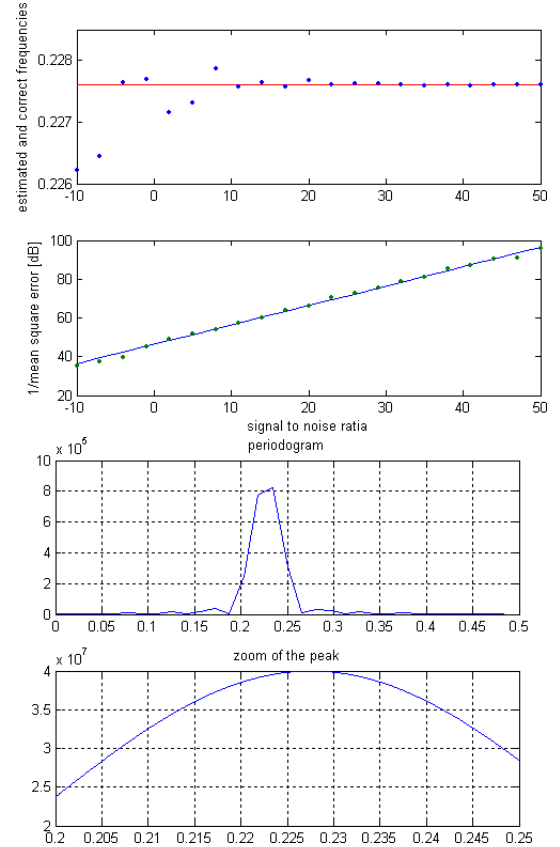 estimated and correct frequencies
0.228
0.227
0.226
-10 0 10 20 30 40 50
1/mean square error [dB]
100
80
60
40
20
-10 0 10 20 30 40 50
signal to noise ratia
periodogram
x 10^5
10
8
6
4
2
0
0 0.05 0.1 0.15 0.2 0.25 0.3 0.35 0.4 0.45 0.5
zoom of the peak
x 10^7
4
3.5
3
2.5
2
0.2 0.205 0.21 0.215 0.22 0.225 0.23 0.235 0.24 0.245 0.25